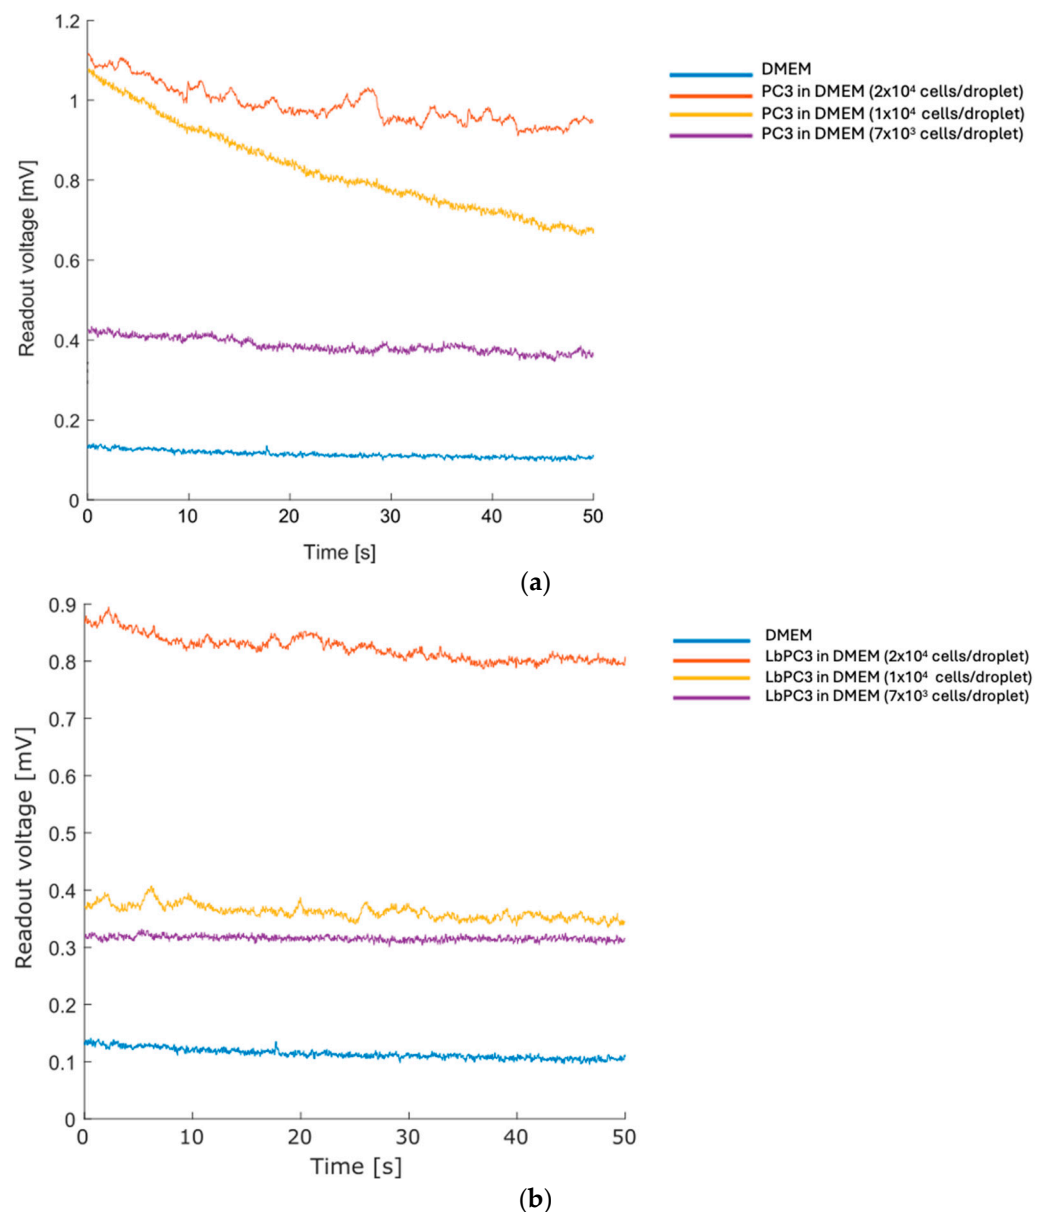 1.2
1
0.8
0.6
0.4
0.2
0
Readout voltage [mV]
0 10 20 30 40 50
Time [s]
DMEM
PC3 in DMEM (2x10⁴ cells/droplet)
PC3 in DMEM (1x10⁴ cells/droplet)
PC3 in DMEM (7x10³ cells/droplet)
(a)
0.9
0.8
0.7
0.6
0.5
0.4
0.3
0.2
0.1
0
Readout voltage [mV]
0 10 20 30 40 50
Time [s]
DMEM
LbPC3 in DMEM (2x10⁴ cells/droplet)
LbPC3 in DMEM (1x10⁴ cells/droplet)
LbPC3 in DMEM (7x10³ cells/droplet)
(b)